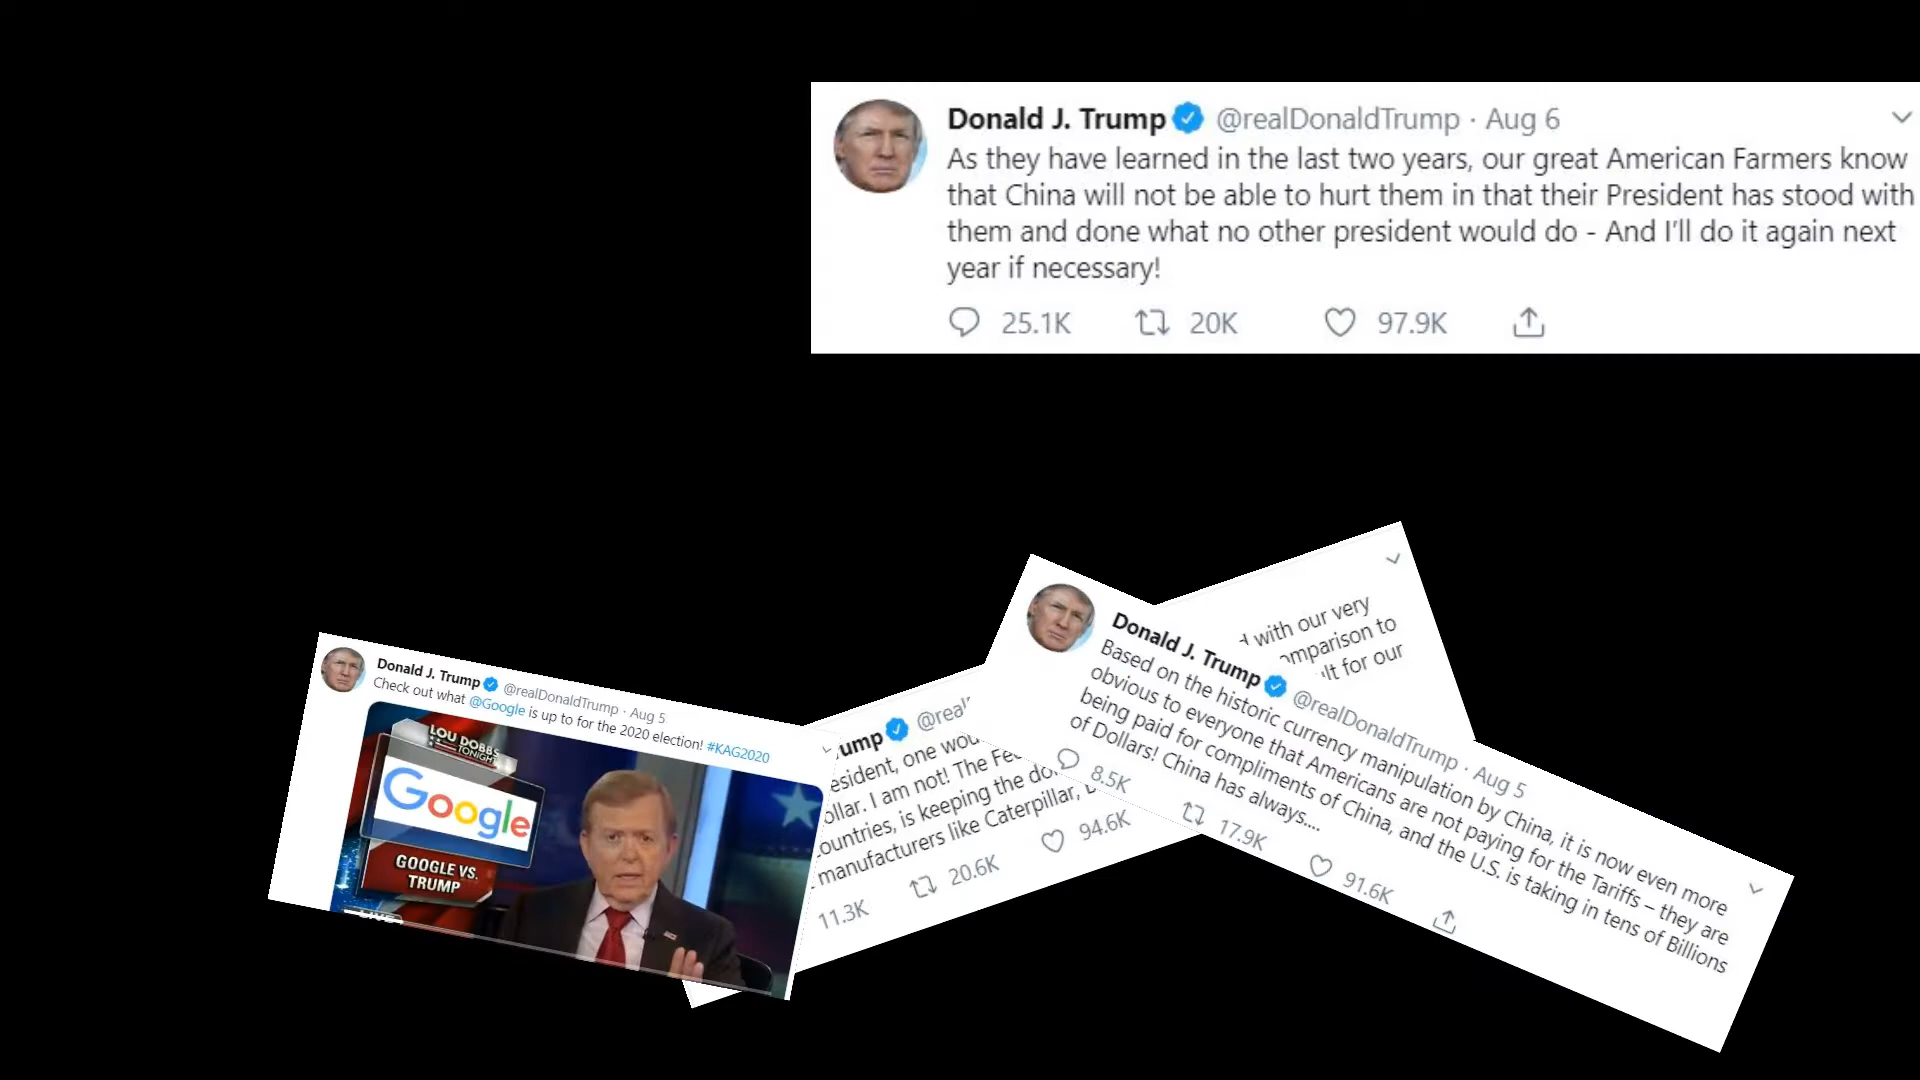 Donald J. Trump @realDonaldTrump · Aug 6
As they have learned in the last two years, our great American Farmers know
that China will not be able to hurt them in that their President has stood with
them and done what no other president would do - And I'll do it again next
year if necessary!
25.1K 20K 97.9K
Donald J. Trump @realDonaldTrump · Aug 5
Check out what @Google is up to for the 2020 election! #KAG2020
LOU DOBBS
TONIGHT
Google
GOOGLE VS.
TRUMP
LIVE
ump @real
esident, one wou
ollar. I am not! The Fe
ountries, is keeping the do
manufacturers like Caterpillar,
11.3K 20.6K 94.6K
with our very
mparison to
lt for our
Donald J. Trump @realDonaldTrump · Aug 5
Based on the historic currency manipulation by China, it is now even more
obvious to everyone that Americans are not paying for the Tariffs – they are
being paid for compliments of China, and the U.S. is taking in tens of Billions
of Dollars! China has always....
8.5K 17.9K 91.6K